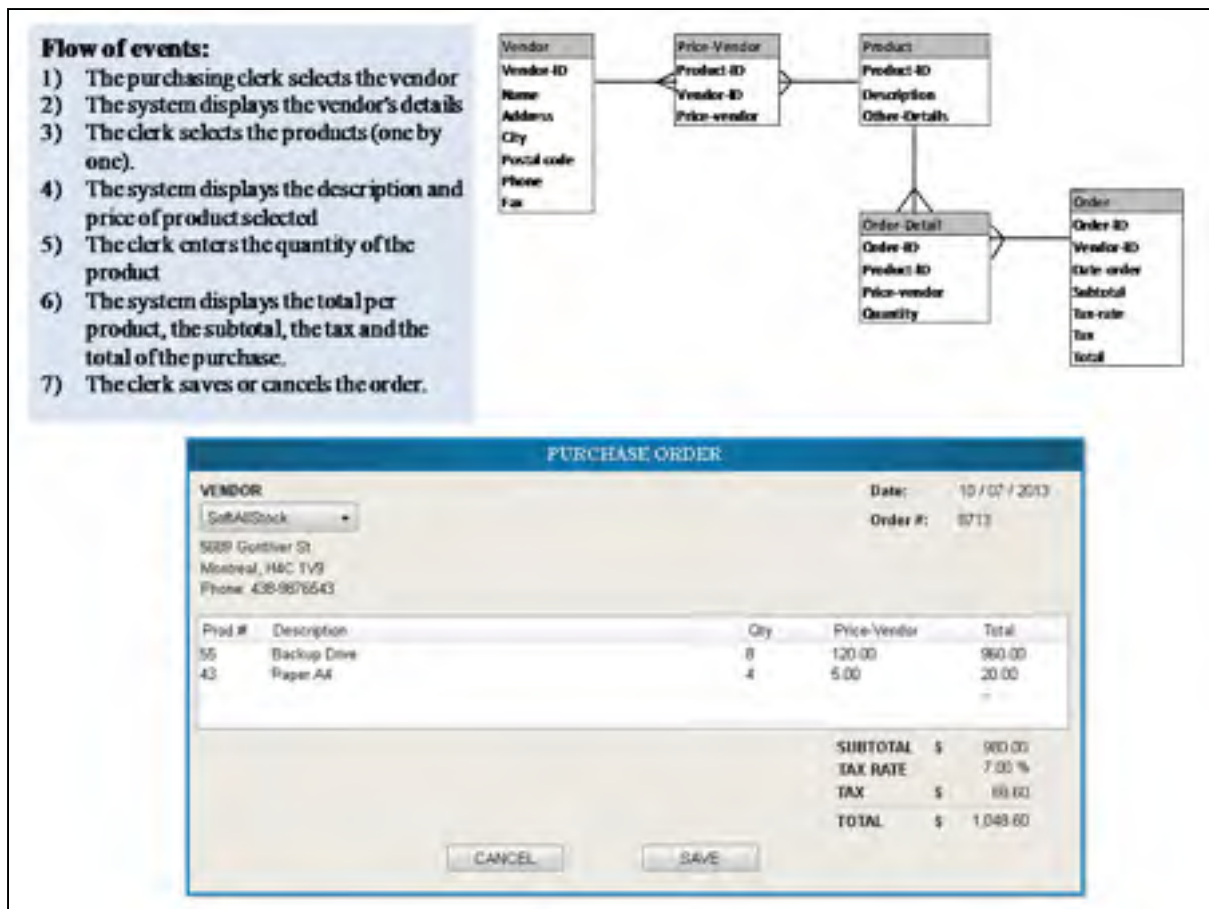 Flow of events:
1) The purchasing clerk selects the vendor
2) The system displays the vendor's details
3) The clerk selects the products (one by
one).
4) The system displays the description and
price of product selected
5) The clerk enters the quantity of the
product
6) The system displays the total per
product, the subtotal, the tax and the
total of the purchase.
7) The clerk saves or cancels the order.
Vendor
Vendor-ID
Name
Address
City
Postal code
Phone
Fax
Price-Vendor
Product-ID
Vendor-ID
Price-vendor
Product
Product-ID
Description
Other-Details
Order-Detail
Order-ID
Product-ID
Price-vendor
Quantity
Order
Order-ID
Vendor-ID
Date-order
Subtotal
Tax-rate
Tax
Total
PURCHASE ORDER
VENDOR
SoftAllStock
Date: 10 / 07 / 2013
Order #: 8713
St
Montreal, H4C 1V9
Phone: 438-9876543
Prod.# Description Qty Price-Vendor Total
55 Backup Drive 8 120.00 960.00
43 Paper A4 4 5.00 20.00
SUBTOTAL $ 980.00
TAX RATE 7.00 %
TAX $ 68.60
TOTAL $ 1,048.60
CANCEL SAVE